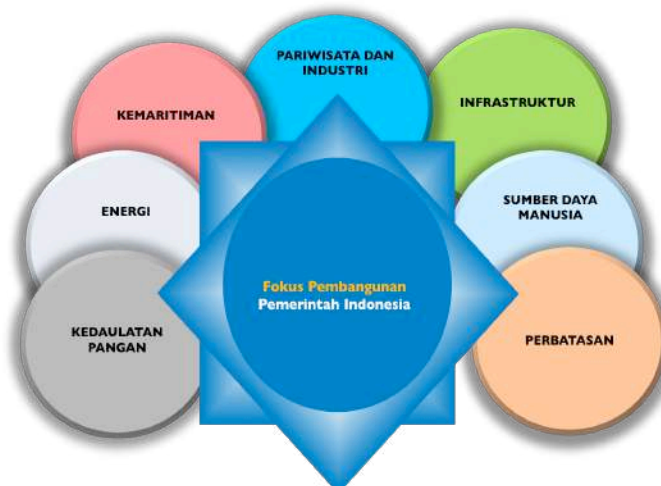 PARIWISATA DAN
INDUSTRI
KEMARITIMAN
INFRASTRUKTUR
ENERGI
SUMBER DAYA
MANUSIA
Fokus Pembangunan
Pemerintah Indonesia
KEDAULATAN
PANGAN
PERBATASAN